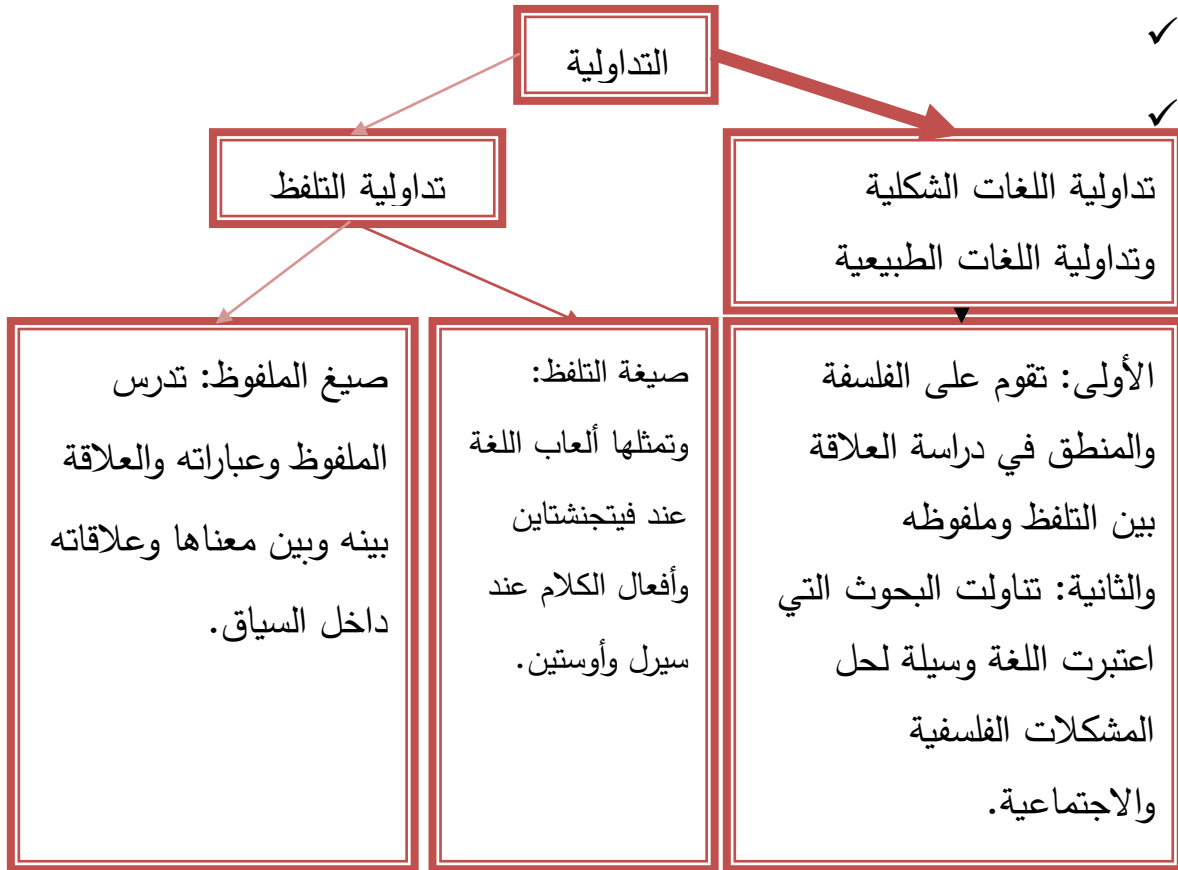 ✓
التداولية
✓
تداولية اللغات الشكلية
وتداولية اللغات الطبيعية
تداولية التلفظ
الأولى: تقوم على الفلسفة
والمنطق في دراسة العلاقة
بين التلفظ وملفوظه
والثانية: تناولت البحوث التي
اعتبرت اللغة وسيلة لحل
المشكلات الفلسفية
والاجتماعية.
صيغة التلفظ:
وتمثلها ألعاب اللغة
عند فيتجنشتاين
وأفعال الكلام عند
سيرل وأوستين.
صيغ الملفوظ: تدرس
الملفوظ وعباراته والعلاقة
بينه وبين معناها وعلاقاته
داخل السياق.